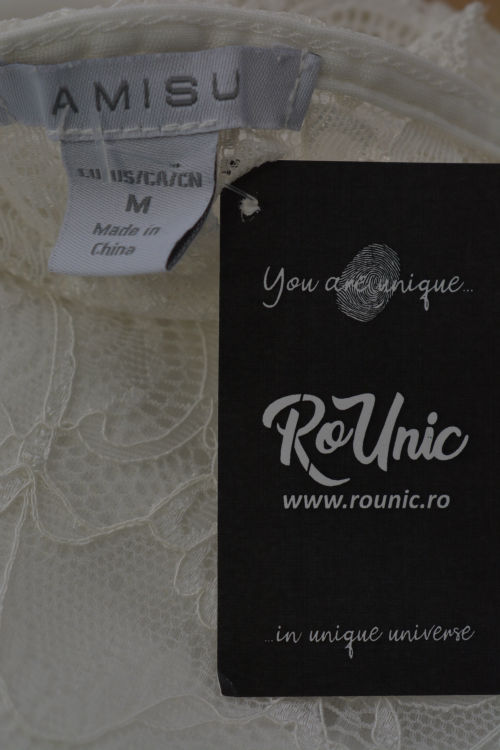 AMISU
EU US/CA/CN
M
Made in
China
You are unique...
RoUnic
www.rounic.ro
...in unique universe